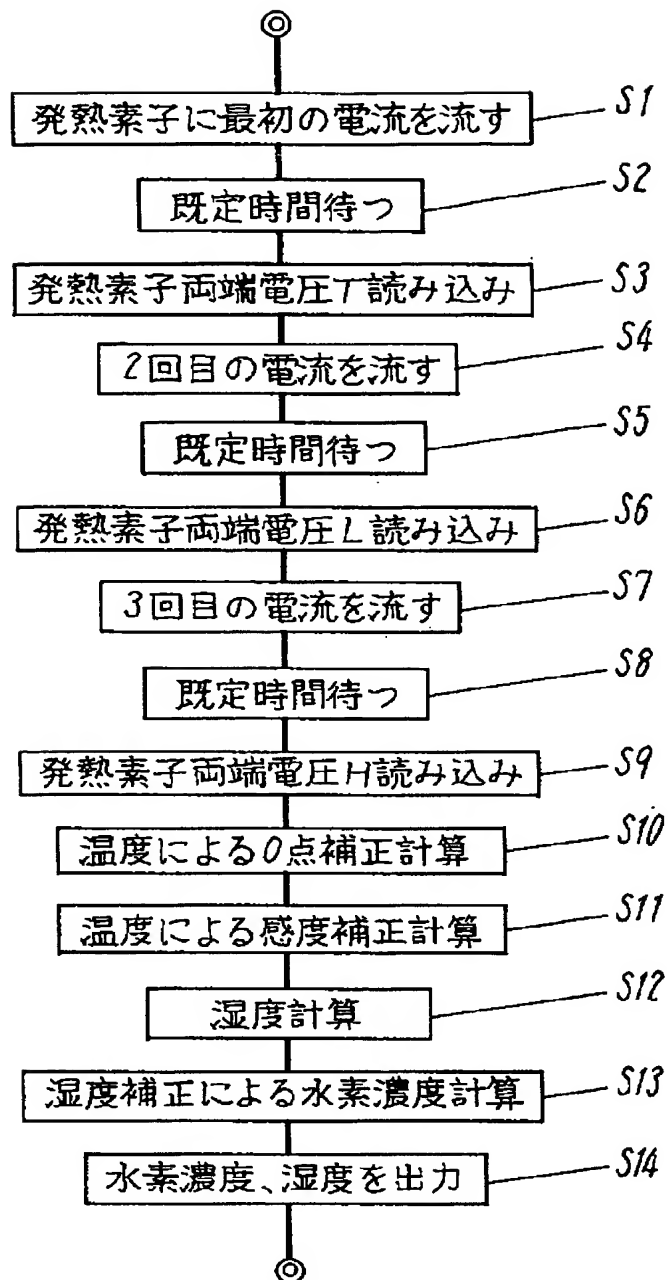 発熱素子に最初の電流を流す S1
既定時間待つ S2
発熱素子両端電圧T読み込み S3
2回目の電流を流す S4
既定時間待つ S5
発熱素子両端電圧L読み込み S6
3回目の電流を流す S7
既定時間待つ S8
発熱素子両端電圧H読み込み S9
温度による0点補正計算 S10
温度による感度補正計算 S11
湿度計算 S12
湿度補正による水素濃度計算 S13
水素濃度、湿度を出力 S14